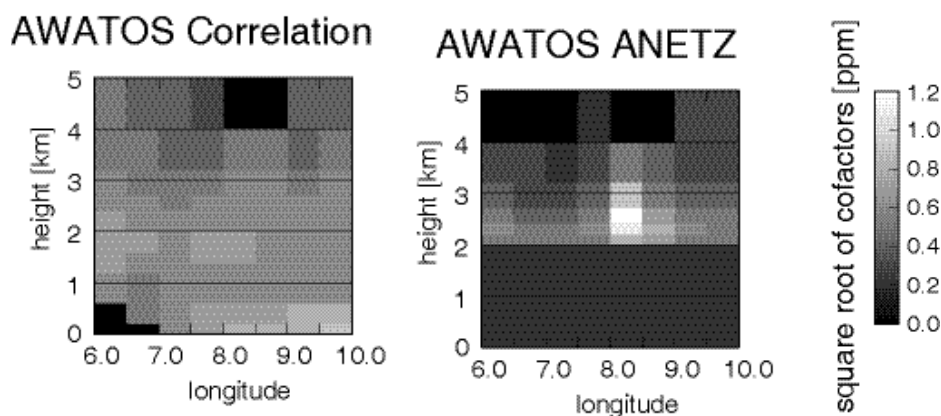 AWATOS Correlation
5
4
3
2
1
0
height [km]
6.0 7.0 8.0 9.0 10.0
longitude
AWATOS ANETZ
5
4
3
2
1
0
height [km]
6.0 7.0 8.0 9.0 10.0
longitude
square root of cofactors [ppm]
1.2
1.0
0.8
0.6
0.4
0.2
0.0